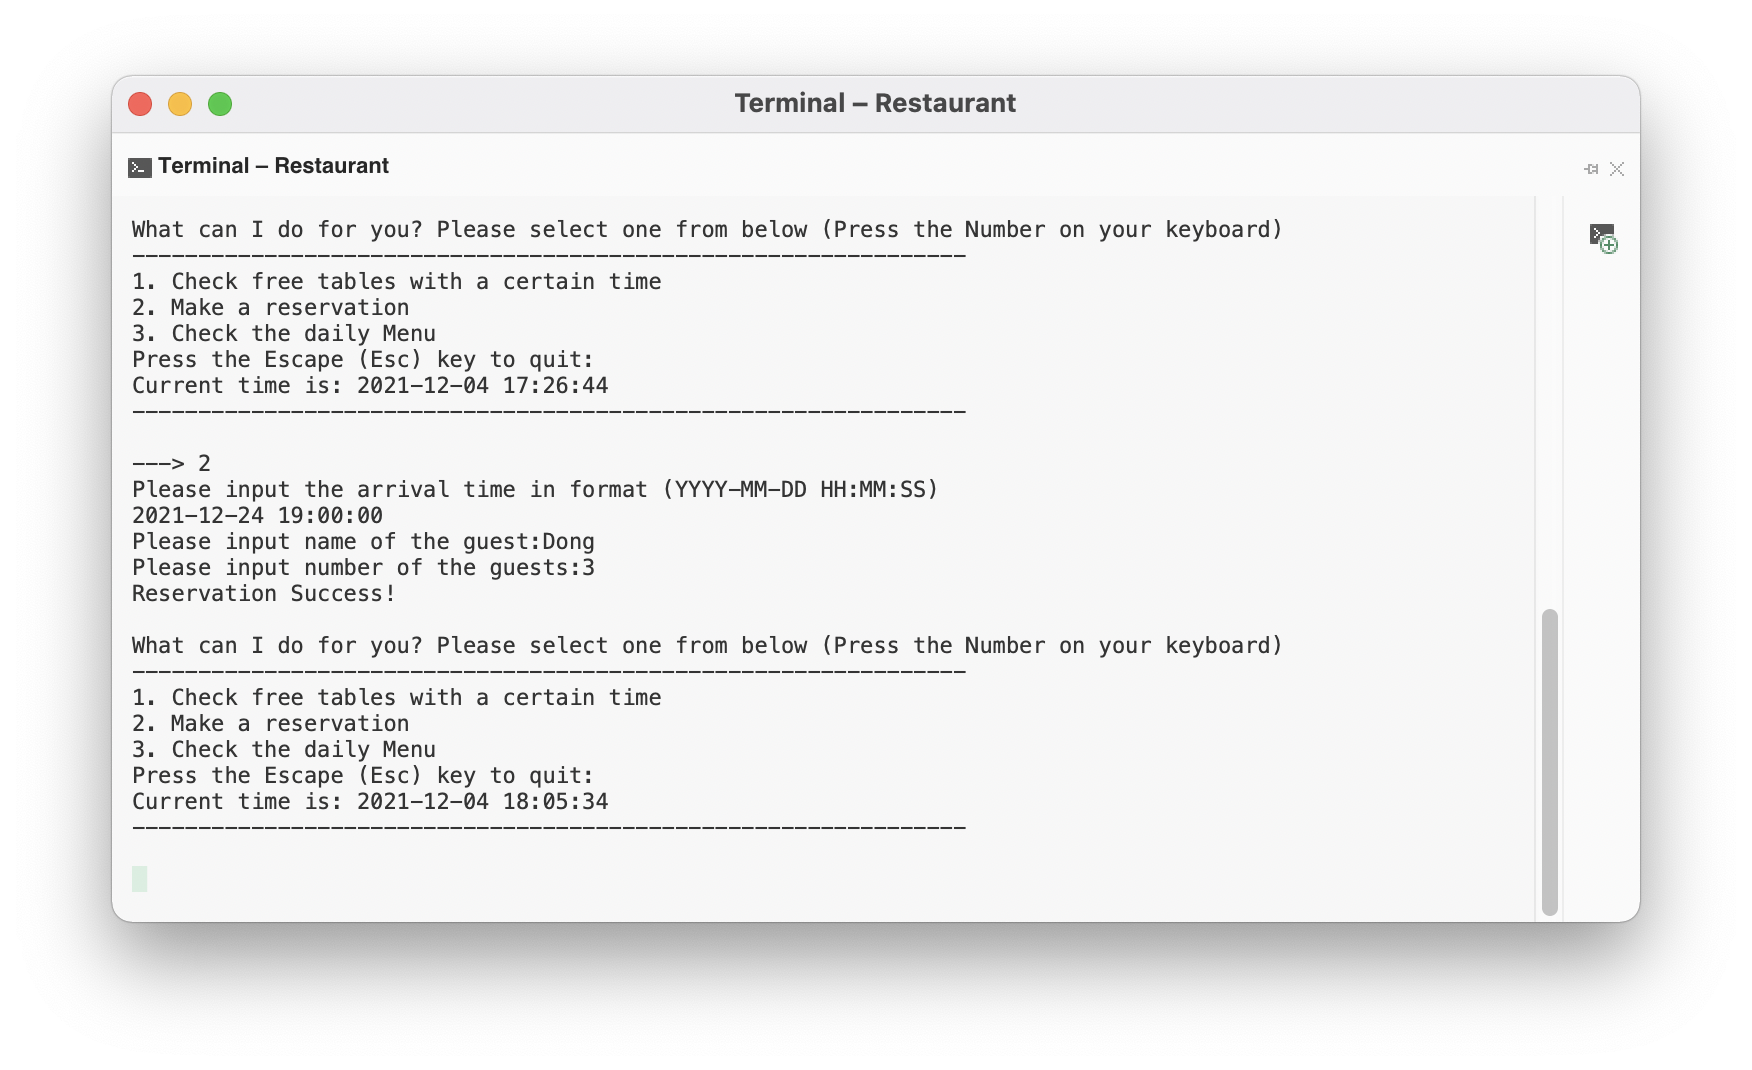 Terminal – Restaurant
Terminal – Restaurant
What can I do for you? Please select one from below (Press the Number on your keyboard)
---------------------------------------------------------------
1. Check free tables with a certain time
2. Make a reservation
3. Check the daily Menu
Press the Escape (Esc) key to quit:
Current time is: 2021-12-04 17:26:44
---------------------------------------------------------------
---> 2
Please input the arrival time in format (YYYY-MM-DD HH:MM:SS)
2021-12-24 19:00:00
Please input name of the guest:Dong
Please input number of the guests:3
Reservation Success!
What can I do for you? Please select one from below (Press the Number on your keyboard)
---------------------------------------------------------------
1. Check free tables with a certain time
2. Make a reservation
3. Check the daily Menu
Press the Escape (Esc) key to quit:
Current time is: 2021-12-04 18:05:34
---------------------------------------------------------------